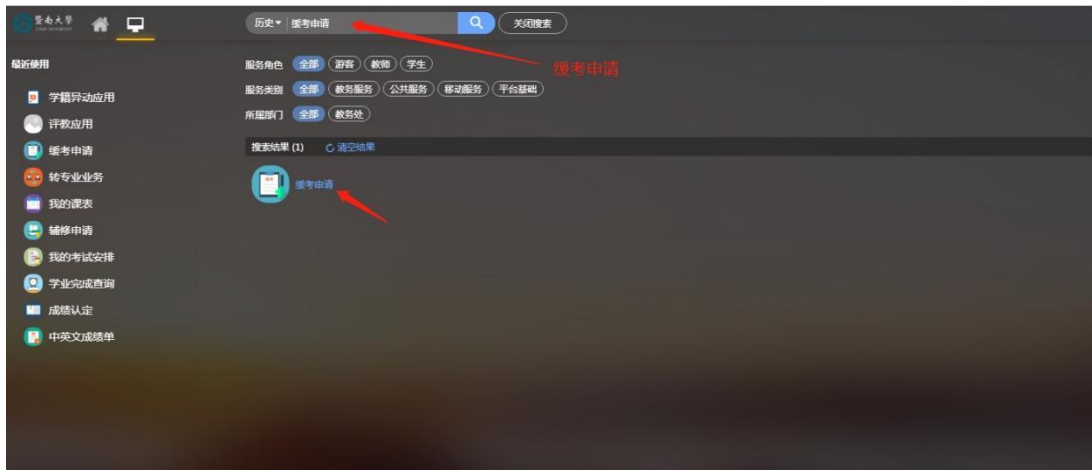 暨南大学
历史 缓考申请 关闭搜索
最近使用
学籍异动应用
评教应用
缓考申请
转专业业务
我的课表
辅修申请
我的考试安排
学业完成查询
成绩认定
中英文成绩单
服务角色 全部 游客 教师 学生
服务类别 全部 教务服务 公共服务 移动服务 平台基础
所属部门 全部 教务处
缓考申请
搜索结果 (1) 清空结果
缓考申请